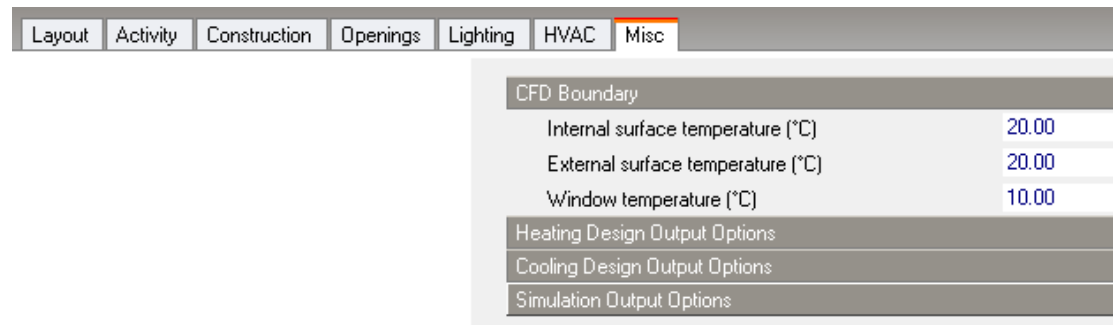 Layout Activity Construction Openings Lighting HVAC Misc
CFD Boundary
Internal surface temperature (°C) 20.00
External surface temperature (°C) 20.00
Window temperature (°C) 10.00
Heating Design Output Options
Cooling Design Output Options
Simulation Output Options